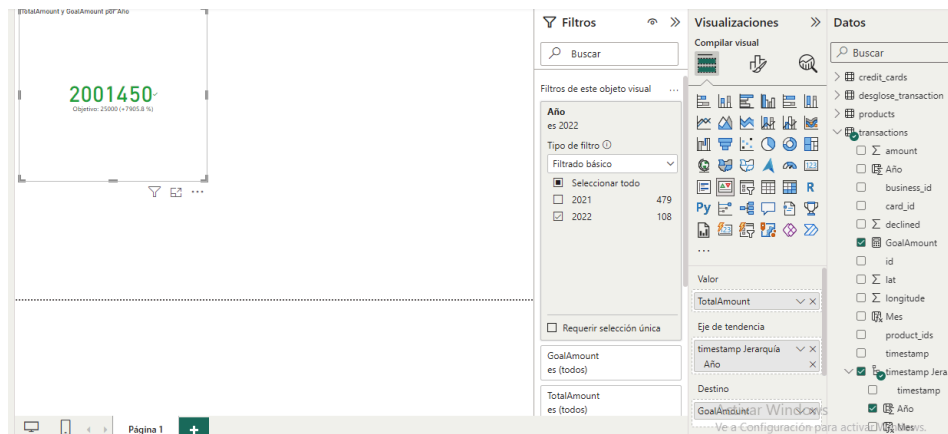 TotalAmount y GoalAmount por Año
2001450
Objetivo: 25000 (+7905.8 %)
Página 1
Filtros
Buscar
Filtros de este objeto visual
...
Año
es 2022
Tipo de filtro
Filtrado básico
Seleccionar todo
2021 479
2022 108
Requerir selección única
GoalAmount
es (todos)
TotalAmount
es (todos)
Visualizaciones
Compilar visual
123
R
Py
...
Valor
TotalAmount
Eje de tendencia
timestamp Jerarquía
Año
Destino
GoalAmount
Datos
Buscar
credit_cards
desglose_transaction
products
transactions
amount
Año
business_id
card_id
declined
GoalAmount
id
lat
longitude
Mes
product_ids
timestamp
timestamp Jera
timestamp
Año
Mes
Activar Windows
Ve a Configuración para activar Windows.